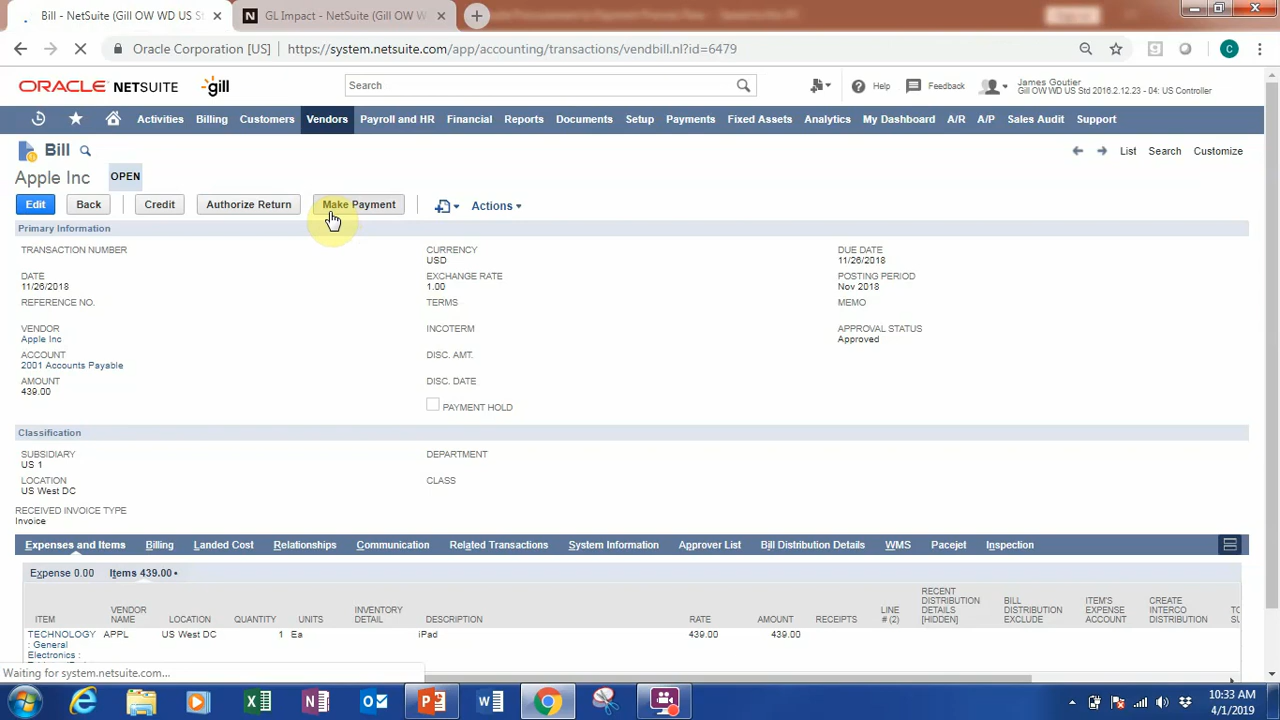 Bill - NetSuite (Gill OW WD US St
GL Impact - NetSuite (Gill OW W
Oracle Corporation [US]
https://system.netsuite.com/app/accounting/transactions/vendbill.nl?id=6479
C
ORACLE NETSUITE
gill
Search
Help
Feedback
James Goutier
Gill OW WD US Std 2016.2.12.23 - 04: US Controller
Activities Billing Customers Vendors Payroll and HR Financial Reports Documents Setup Payments Fixed Assets Analytics My Dashboard A/R A/P Sales Audit Support
Bill
List Search Customize
Apple Inc OPEN
Edit Back Credit Authorize Return Make Payment Actions
Primary Information
TRANSACTION NUMBER
DATE
11/26/2018
REFERENCE NO.
VENDOR
Apple Inc
ACCOUNT
2001 Accounts Payable
AMOUNT
439.00
CURRENCY
USD
EXCHANGE RATE
1.00
TERMS
INCOTERM
DISC. AMT.
DISC. DATE
PAYMENT HOLD
DUE DATE
11/26/2018
POSTING PERIOD
Nov 2018
MEMO
APPROVAL STATUS
Approved
Classification
SUBSIDIARY
US 1
LOCATION
US West DC
RECEIVED INVOICE TYPE
Invoice
DEPARTMENT
CLASS
Expenses and Items Billing Landed Cost Relationships Communication Related Transactions System Information Approver List Bill Distribution Details WMS Pacejet Inspection
Expense 0.00 Items 439.00 •
ITEM
VENDOR NAME
LOCATION
QUANTITY
UNITS
INVENTORY DETAIL
DESCRIPTION
RATE
AMOUNT
RECEIPTS
LINE # (2)
RECENT DISTRIBUTION DETAILS [HIDDEN]
BILL DISTRIBUTION EXCLUDE
ITEM'S EXPENSE ACCOUNT
CREATE INTERCO DISTRIBUTION
TECHNOLOGY
: General
Electronics :
APPL US West DC 1 Ea iPad 439.00 439.00
Waiting for system.netsuite.com...
10:33 AM
4/1/2019